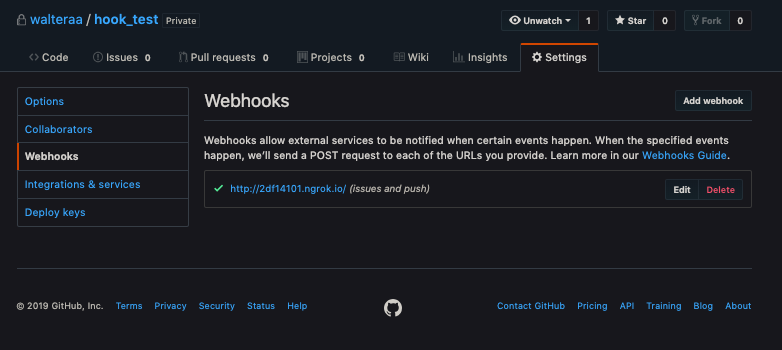 walteraa / hook_test Private Unwatch 1 Star 0 Fork 0
Code Issues 0 Pull requests 0 Projects 0 Wiki Insights Settings
Options
Collaborators
Webhooks
Integrations & services
Deploy keys
Webhooks Add webhook
Webhooks allow external services to be notified when certain events happen. When the specified events
happen, we’ll send a POST request to each of the URLs you provide. Learn more in our Webhooks Guide.
http://2df14101.ngrok.io/ (issues and push) Edit Delete
© 2019 GitHub, Inc. Terms Privacy Security Status Help Contact GitHub Pricing API Training Blog About